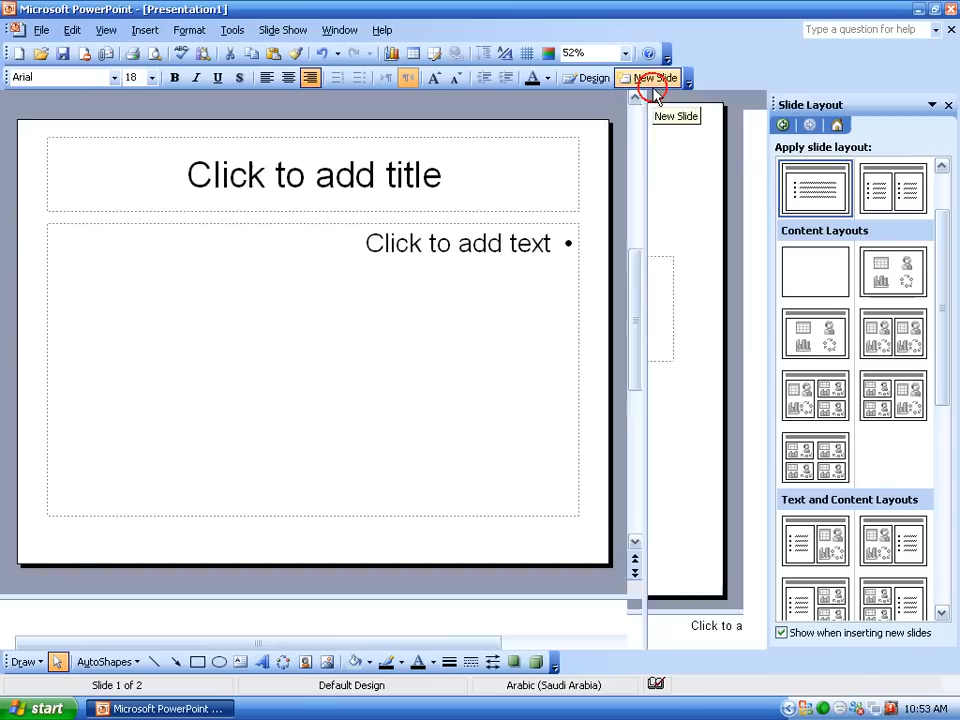 Microsoft PowerPoint - [Presentation1]
File Edit View Insert Format Tools Slide Show Window Help
Type a question for help
52%
Arial 18 B I U S A A A Design New Slide
New Slide
Slide Layout
Apply slide layout:
Content Layouts
Text and Content Layouts
Show when inserting new slides
Click to add title
Click to add text •
Click to a
Draw AutoShapes A A
Slide 1 of 2 Default Design Arabic (Saudi Arabia)
start Microsoft PowerPoint ... 10:53 AM